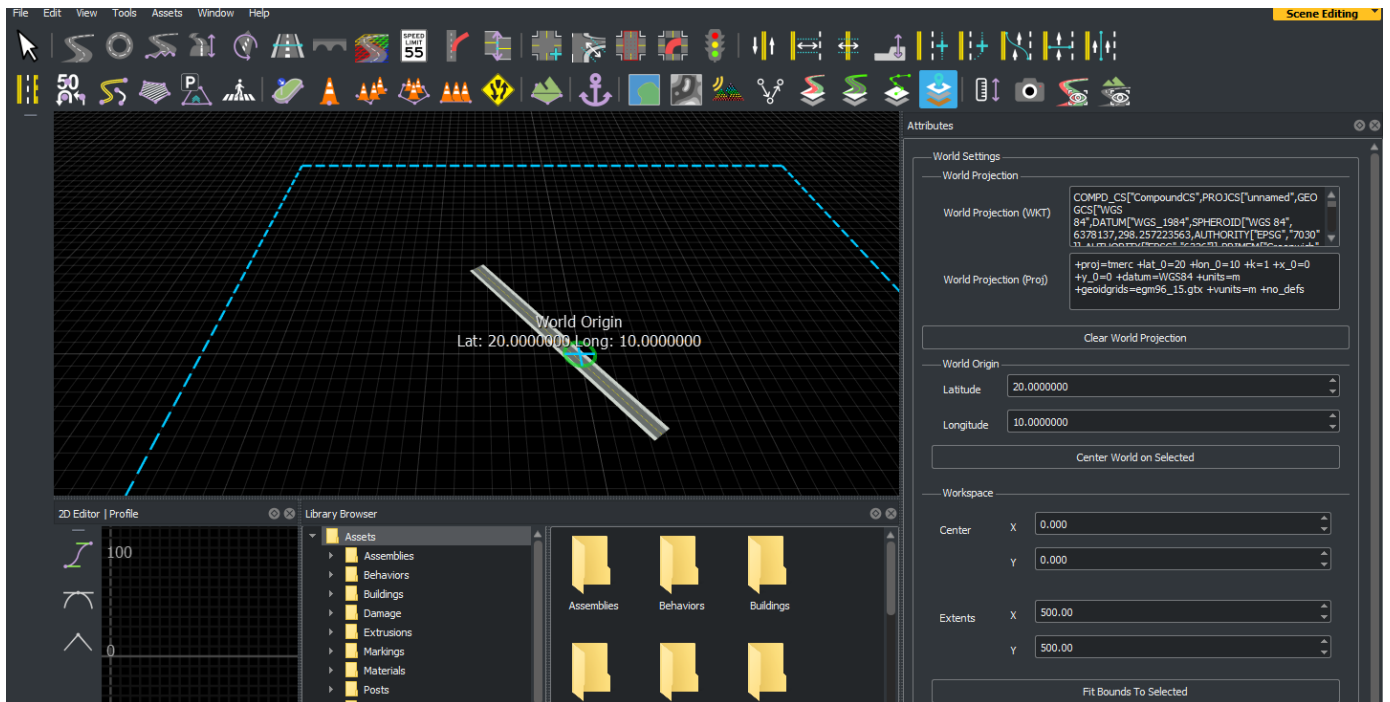 File Edit View Tools Assets Window Help
Scene Editing
SPEED
LIMIT
55
50
P
Attributes
World Settings
World Projection
World Projection (WKT)
COMPD_CS["CompoundCS",PROJCS["unnamed",GEO
GCS["WGS
84",DATUM["WGS_1984",SPHEROID["WGS 84",
6378137,298.257223563,AUTHORITY["EPSG","7030"
World Projection (Proj)
+proj=tmerc +lat_0=20 +lon_0=10 +k=1 +x_0=0
+y_0=0 +datum=WGS84 +units=m
+geoidgrids=egm96_15.gtx +vunits=m +no_defs
Clear World Projection
World Origin
Latitude 20.0000000
Longitude 10.0000000
Center World on Selected
Workspace
Center X 0.000
Y 0.000
Extents X 500.00
Y 500.00
Fit Bounds To Selected
World Origin
Lat: 20.0000000 Long: 10.0000000
2D Editor | Profile
100
0
Library Browser
Assets
Assemblies
Behaviors
Buildings
Damage
Extrusions
Markings
Materials
Posts
Assemblies Behaviors Buildings